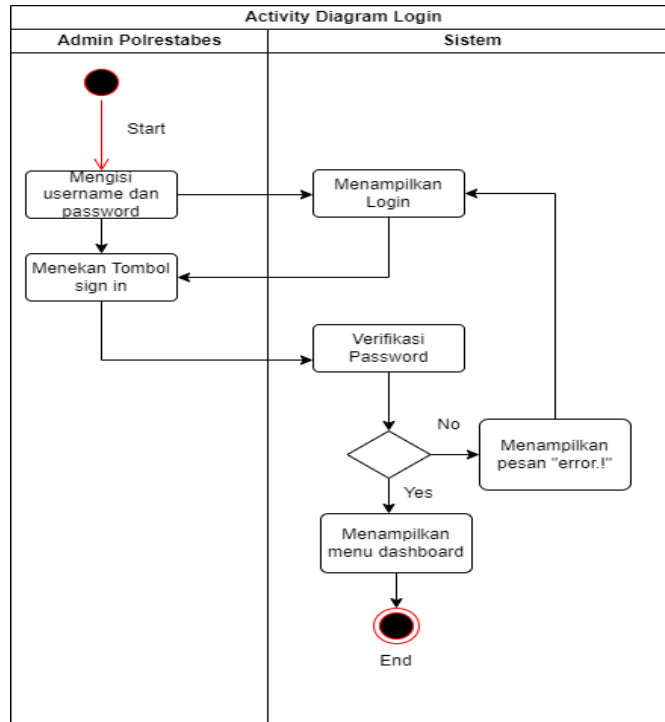 Activity Diagram Login
Admin Polrestabes
Sistem
Start
Mengisi
username dan
password
Menampilkan
Login
Menekan Tombol
sign in
Verifikasi
Password
No
Menampilkan
pesan "error.!"
Yes
Menampilkan
menu dashboard
End